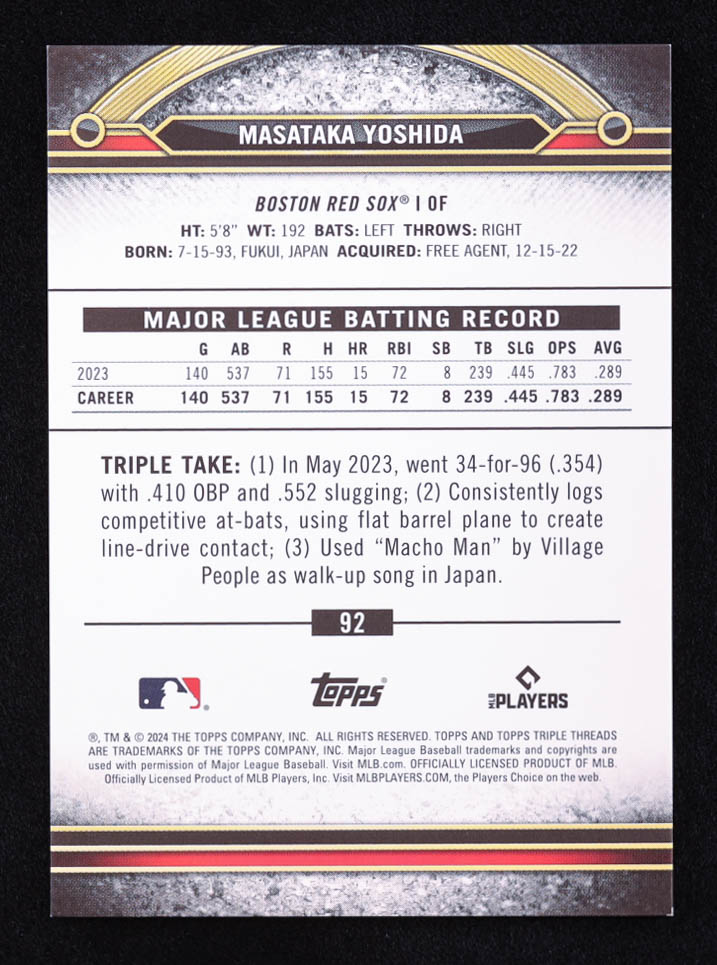 MASATAKA YOSHIDA
BOSTON RED SOX® | OF
HT: 5'8" WT: 192 BATS: LEFT THROWS: RIGHT
BORN: 7-15-93, FUKUI, JAPAN ACQUIRED: FREE AGENT, 12-15-22
MAJOR LEAGUE BATTING RECORD
G AB R H HR RBI SB TB SLG OPS AVG
2023 140 537 71 155 15 72 8 239 .445 .783 .289
CAREER 140 537 71 155 15 72 8 239 .445 .783 .289
TRIPLE TAKE: (1) In May 2023, went 34-for-96 (.354)
with .410 OBP and .552 slugging; (2) Consistently logs
competitive at-bats, using flat barrel plane to create
line-drive contact; (3) Used “Macho Man” by Village
People as walk-up song in Japan.
92
Topps® MLB PLAYERS
®, TM & © 2024 THE TOPPS COMPANY, INC. ALL RIGHTS RESERVED. TOPPS AND TOPPS TRIPLE THREADS
ARE TRADEMARKS OF THE TOPPS COMPANY, INC. Major League Baseball trademarks and copyrights are
used with permission of Major League Baseball. Visit MLB.com. OFFICIALLY LICENSED PRODUCT OF MLB.
Officially Licensed Product of MLB Players, Inc. Visit MLBPLAYERS.COM, the Players Choice on the web.